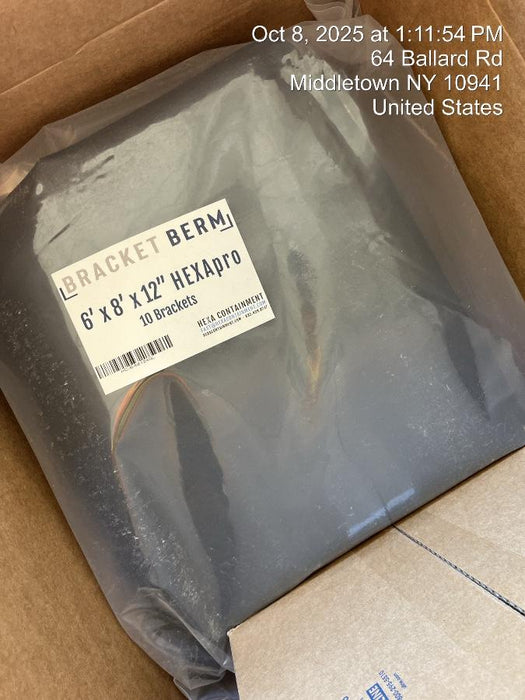 Oct 8, 2025 at 1:11:54 PM
64 Ballard Rd
Middletown NY 10941
United States
BRACKET BERM
6' x 8' x 12" HEXApro
10 Brackets
HEXA CONTAINMENT